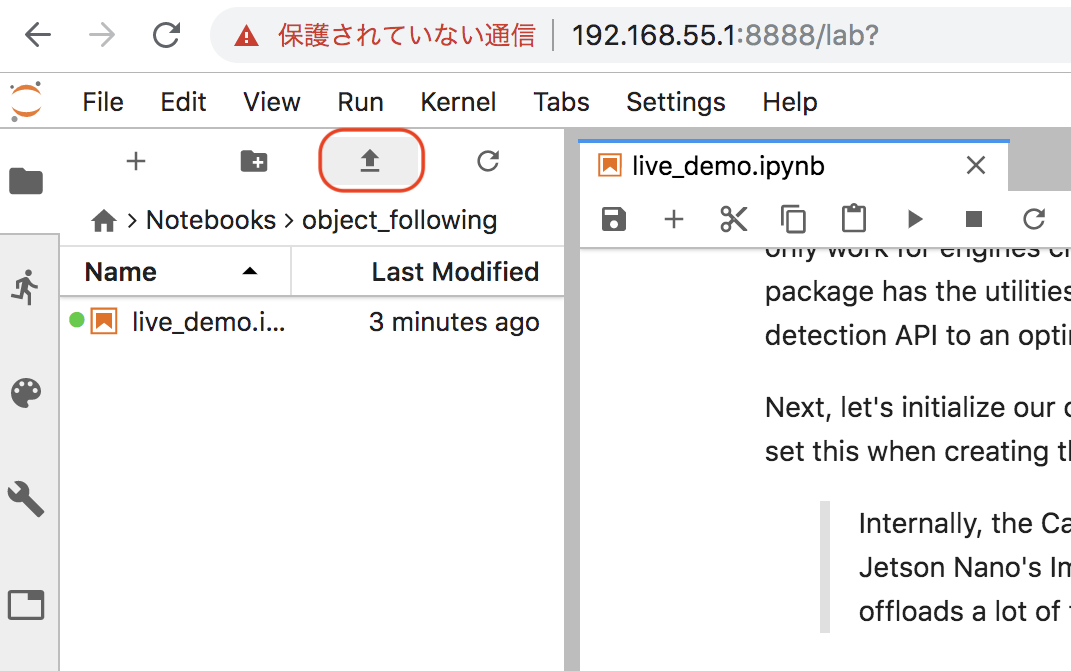 保護されていない通信 192.168.55.1:8888/lab?
File Edit View Run Kernel Tabs Settings Help
Notebooks > object_following
Name Last Modified
live_demo.i... 3 minutes ago
live_demo.ipynb
only work for engines cr
package has the utilities
detection API to an opti
Next, let's initialize our
set this when creating t
Internally, the Ca
Jetson Nano's Im
offloads a lot of